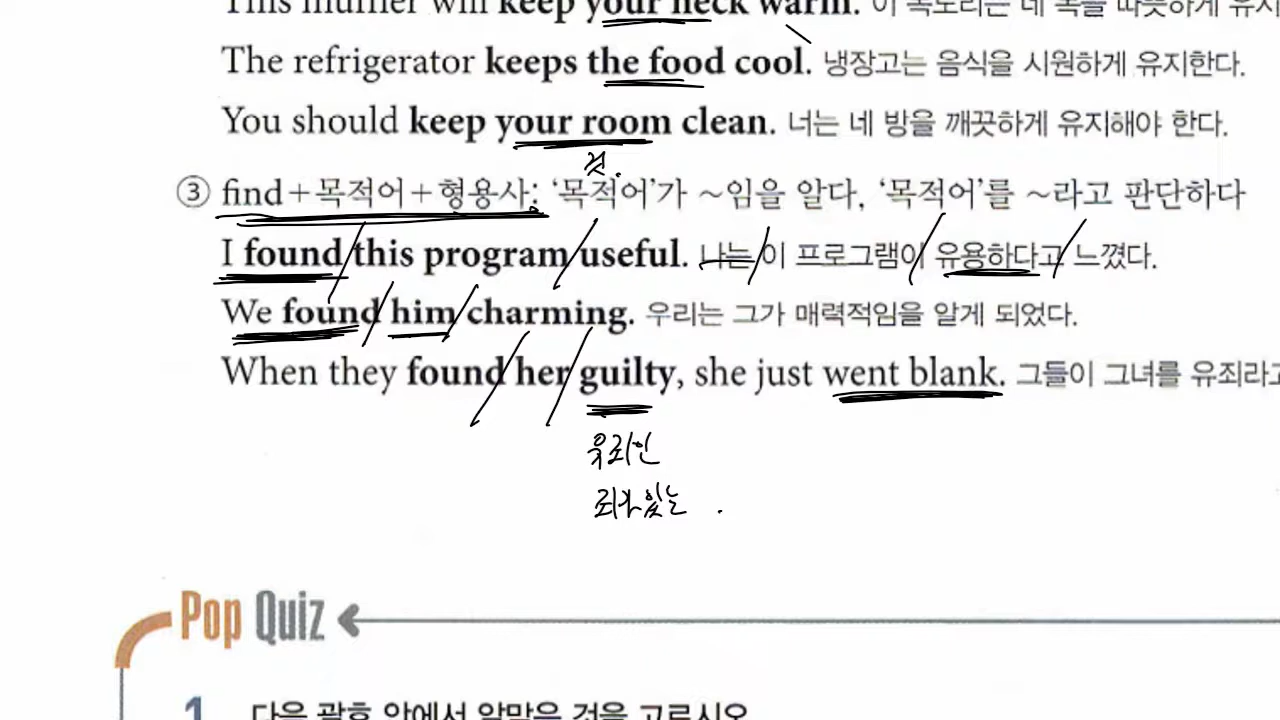 This muffler will keep your neck warm. 이 목도리는 네 목을 따뜻하게 유지
The refrigerator keeps the food cool. 냉장고는 음식을 시원하게 유지한다.
You should keep your room clean. 너는 네 방을 깨끗하게 유지해야 한다.
것.
③ find+목적어+형용사: ‘목적어’가 ~임을 알다, ‘목적어’를 ~라고 판단하다
I found this program useful. 나는 이 프로그램이 유용하다고 느꼈다.
We found him charming. 우리는 그가 매력적임을 알게 되었다.
When they found her guilty, she just went blank. 그들이 그녀를 유죄라고
유죄인
죄가 있는
Pop Quiz
1 다음 괄호 안에서 알맞은 것을 고르시오